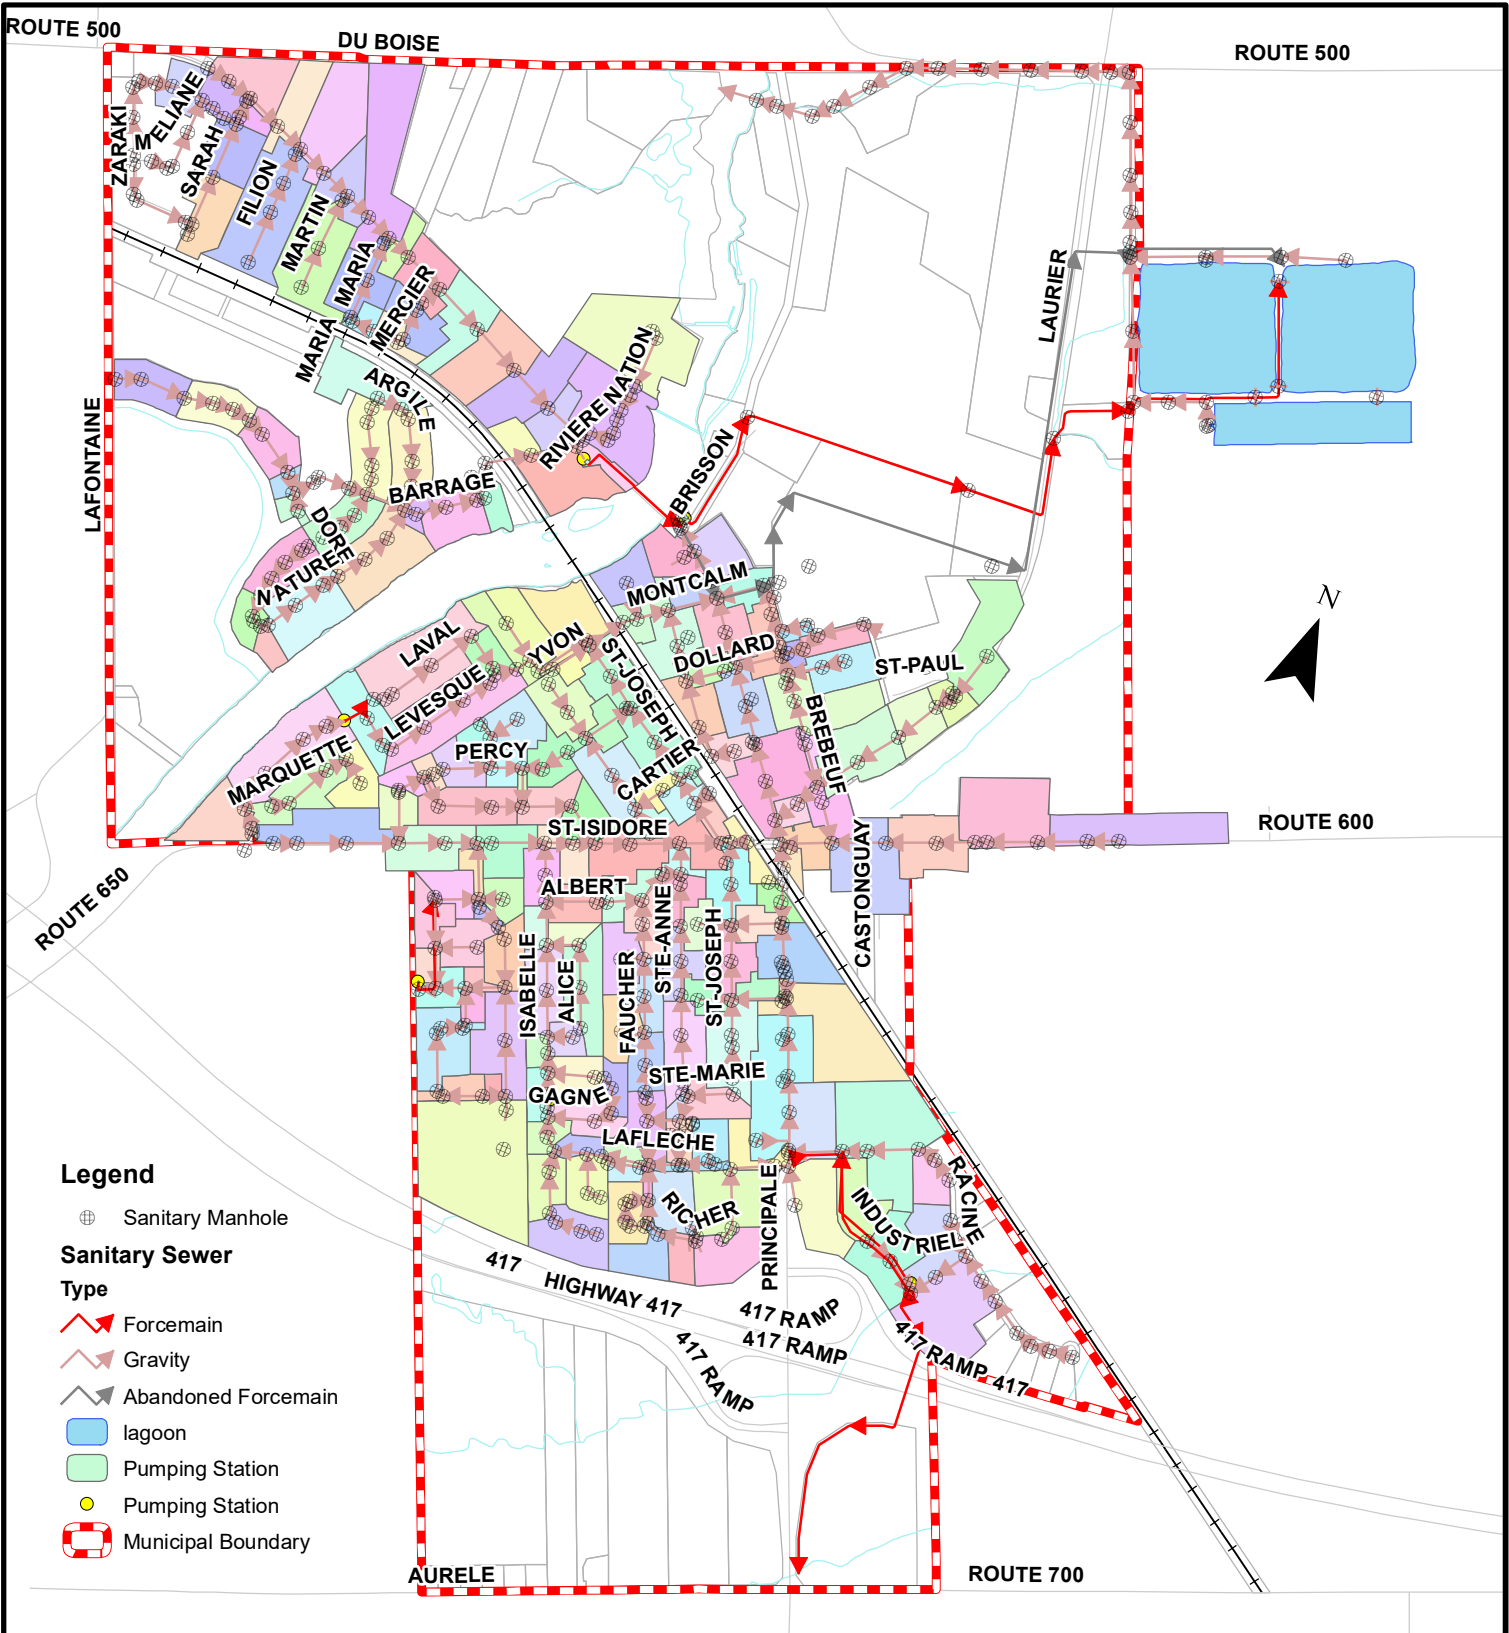 ROUTE 500
DU BOISE
ROUTE 500
ZARAKI
MELIANE
SARAH
FILION
MARTIN
MARIA
MERCIER
MARIA
ARGILE
LAURIER
RIVIERE NATION
LAFONTAINE
BRISSON
BARRAGE
DORE
NATURE
N
MONTCALM
LAVAL
YVON
ST-JOSEPH
DOLLARD
ST-PAUL
LEVESQUE
BREBEUF
PERCY
MARQUETTE
CARTIER
ST-ISIDORE
ROUTE 600
CASTONGUAY
ROUTE 650
ALBERT
STE-ANNE
ISABELLE
ALICE
FAUCHER
ST-JOSEPH
STE-MARIE
GAGNE
LAFLECHE
RACINE
PRINCIPALE
RICHER
INDUSTRIEL
417
HIGHWAY 417
417 RAMP
417 RAMP
417 RAMP
417 RAMP
417
Legend
Sanitary Manhole
Sanitary Sewer
Type
Forcemain
Gravity
Abandoned Forcemain
lagoon
Pumping Station
Pumping Station
Municipal Boundary
AURELE
ROUTE 700